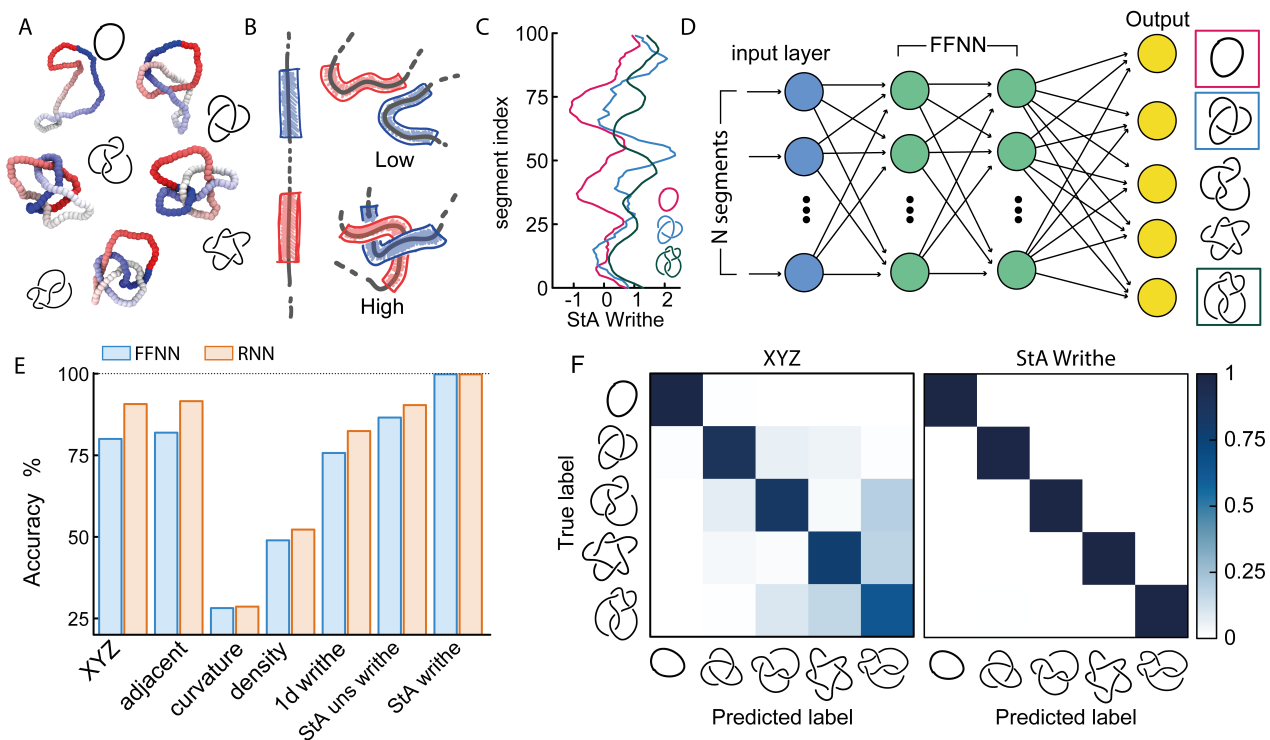 A
B
Low
High
C
100
75
50
25
0
segment index
-1 0 1 2
StA Writhe
D
input layer
FFNN
Output
N segments
E
FFNN RNN
100
75
50
25
Accuracy %
XYZ
adjacent
curvature
density
1d writhe
StA uns writhe
StA writhe
F
XYZ
StA Writhe
True label
Predicted label
Predicted label
1
0.75
0.50
0.25
0